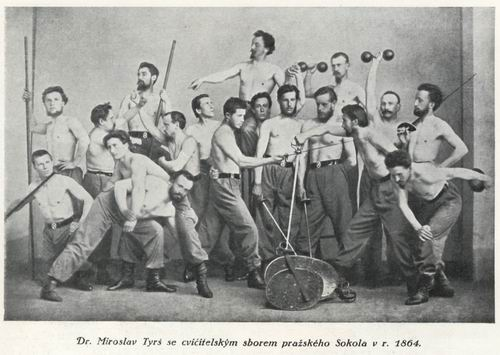 Dr. Miroslav Tyrš se cvičitelským sborem pražského Sokola v r. 1864.